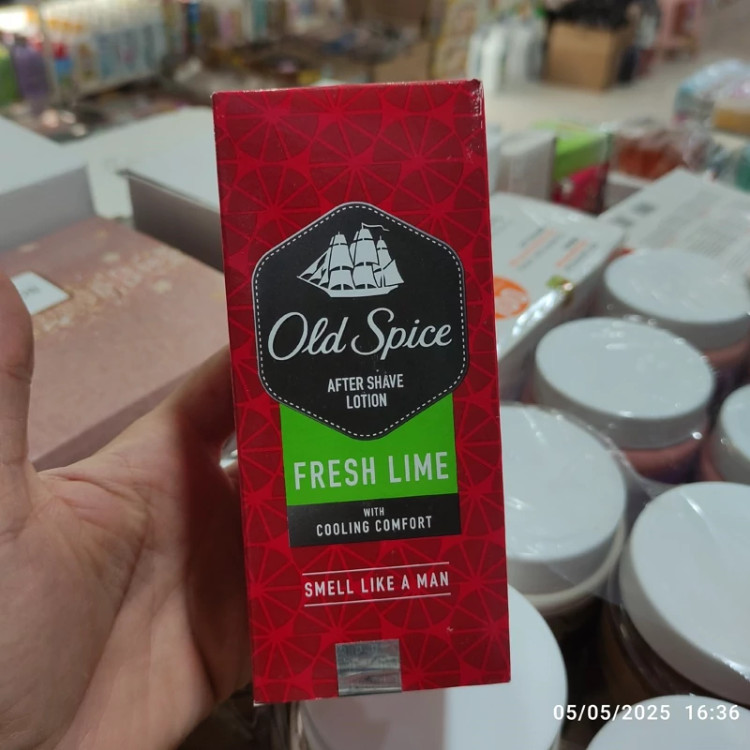 Old Spice
AFTER SHAVE
LOTION
FRESH LIME
WITH
COOLING COMFORT
SMELL LIKE A MAN
05/05/2025 16:36